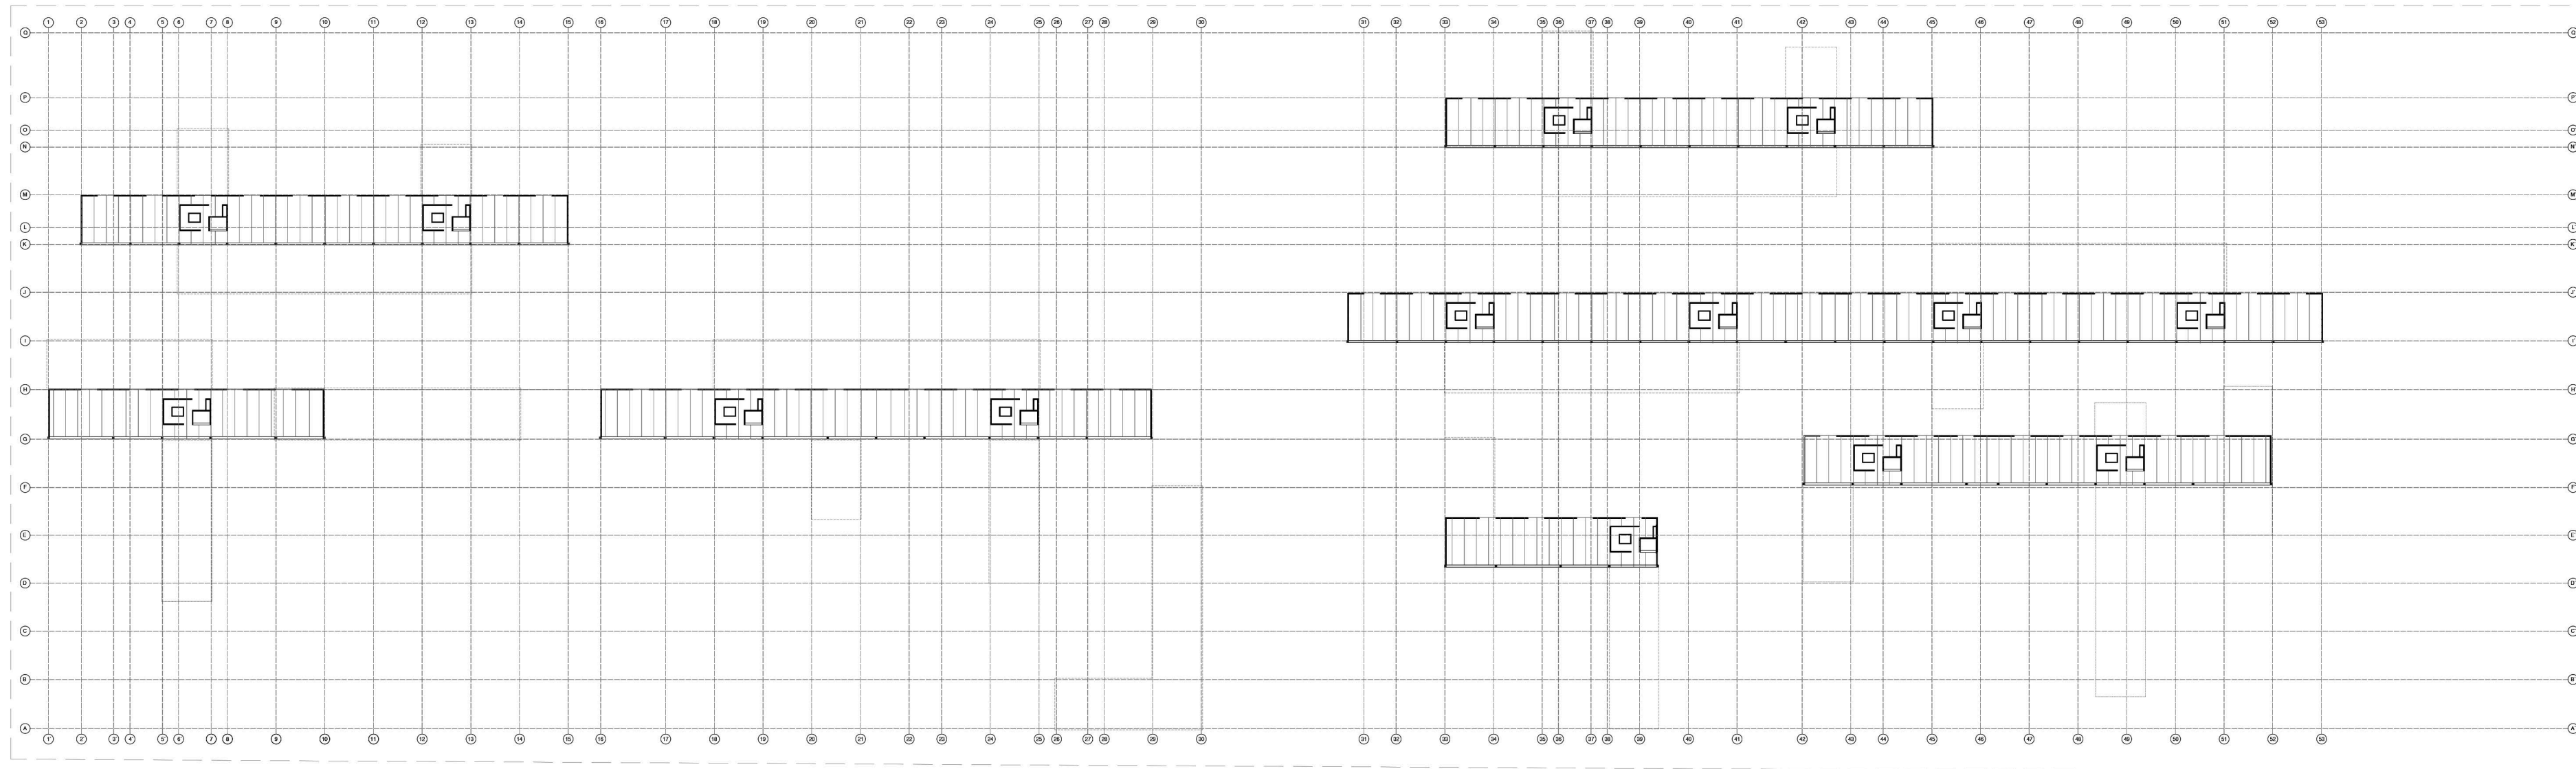 1 2 3 4 5 6 7 8 9 10 11 12 13 14 15 16 17 18 19 20 21 22 23 24 25 26 27 28 29 30 31 32 33 34 35 36 37 38 39 40 41 42 43 44 45 46 47 48 49 50 51 52 53
Q Q'
P P'
O O'
N N'
M M'
L L'
K K'
J J'
I I'
H H'
G G'
F F'
E E'
D D'
C C'
B B'
A A'
1' 2' 3' 4' 5' 6' 7 8 9 10 11 12 13 14 15 16 17 18 19 20 21 22 23 24 25 26 27 28 29 30 31 32 33 34 35 36 37 38 39 40 41 42 43 44 45 46 47 48 49 50 51 52 53